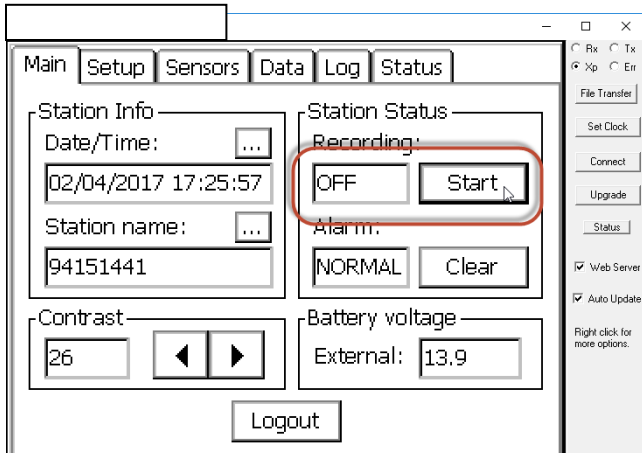 Main Setup Sensors Data Log Status
Station Info
Date/Time: ...
02/04/2017 17:25:57
Station name: ...
94151441
Station Status
Recording:
OFF Start
Alarm:
NORMAL Clear
Contrast
26
Battery voltage
External: 13.9
Logout
Rx Tx
Xp Err
File Transfer
Set Clock
Connect
Upgrade
Status
Web Server
Auto Update
Right click for
more options.